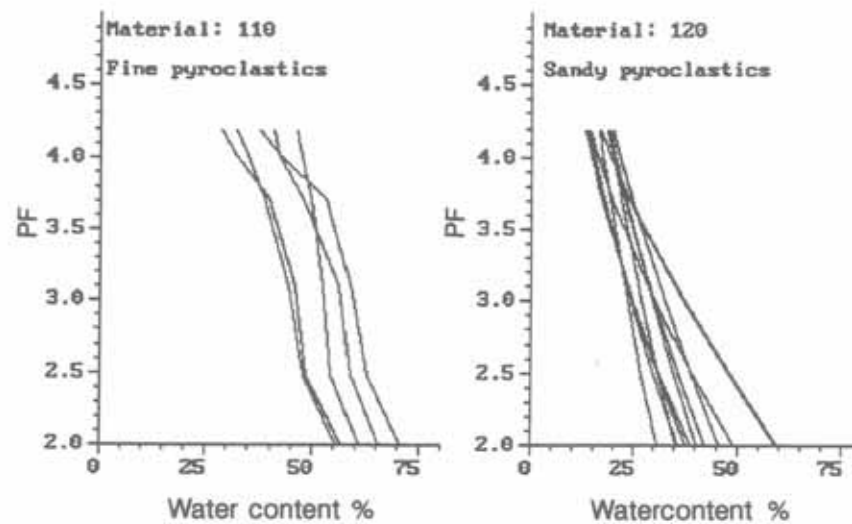 Material: 110
Fine pyroclastics
4.5
4.0
3.5
3.0
2.5
2.0
PF
0
25
50
75
Water content %
Material: 120
Sandy pyroclastics
4.5
4.0
3.5
3.0
2.5
2.0
PF
0
25
50
75
Watercontent %